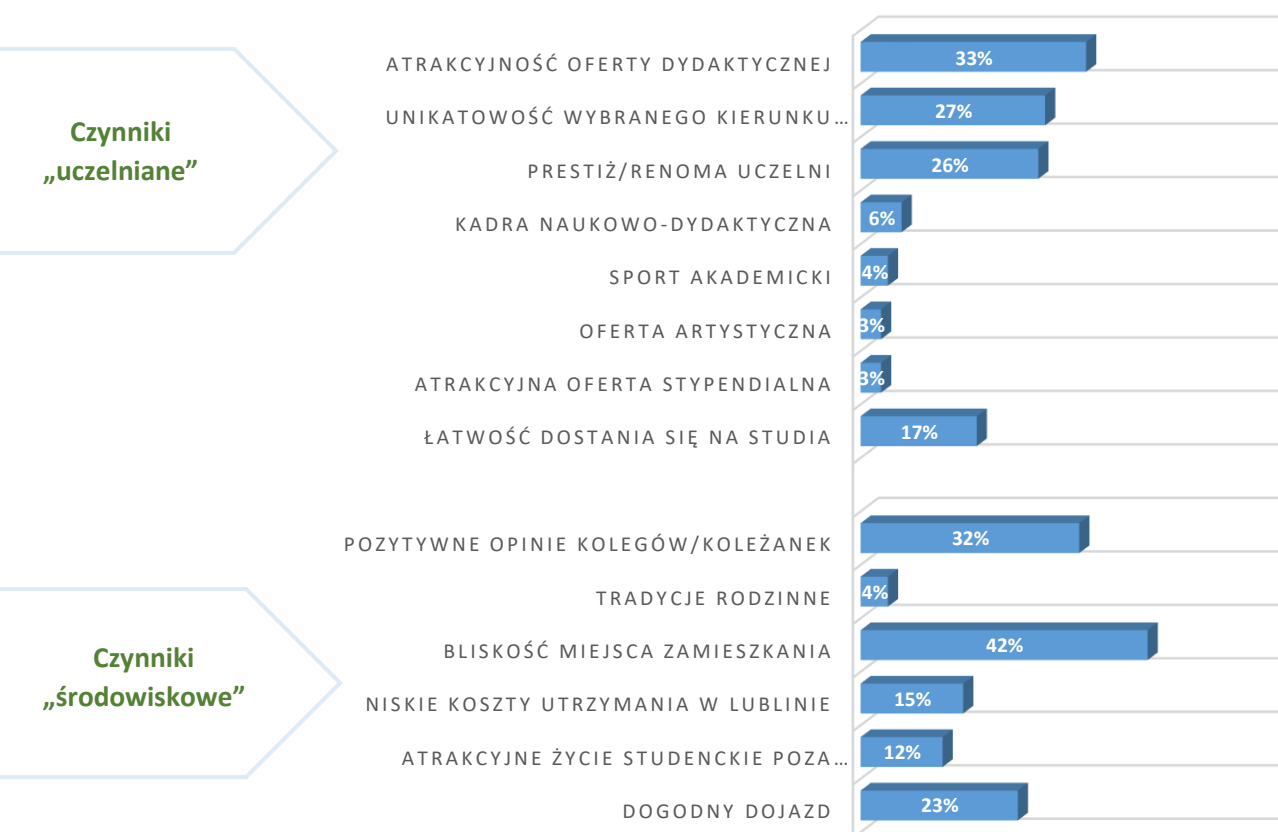 Czynniki
„uczelniane”
ATRAKCYJNOŚĆ OFERTY DYDAKTYCZNEJ 33%
UNIKATOWOŚĆ WYBRANEGO KIERUNKU… 27%
PRESTIŻ/RENOMA UCZELNI 26%
KADRA NAUKOWO-DYDAKTYCZNA 6%
SPORT AKADEMICKI 4%
OFERTA ARTYSTYCZNA 3%
ATRAKCYJNA OFERTA STYPENDIALNA 3%
ŁATWOŚĆ DOSTANIA SIĘ NA STUDIA 17%
Czynniki
„środowiskowe”
POZYTYWNE OPINIE KOLEGÓW/KOLEŻANEK 32%
TRADYCJE RODZINNE 4%
BLISKOŚĆ MIEJSCA ZAMIESZKANIA 42%
NISKIE KOSZTY UTRZYMANIA W LUBLINIE 15%
ATRAKCYJNE ŻYCIE STUDENCKIE POZA… 12%
DOGODNY DOJAZD 23%